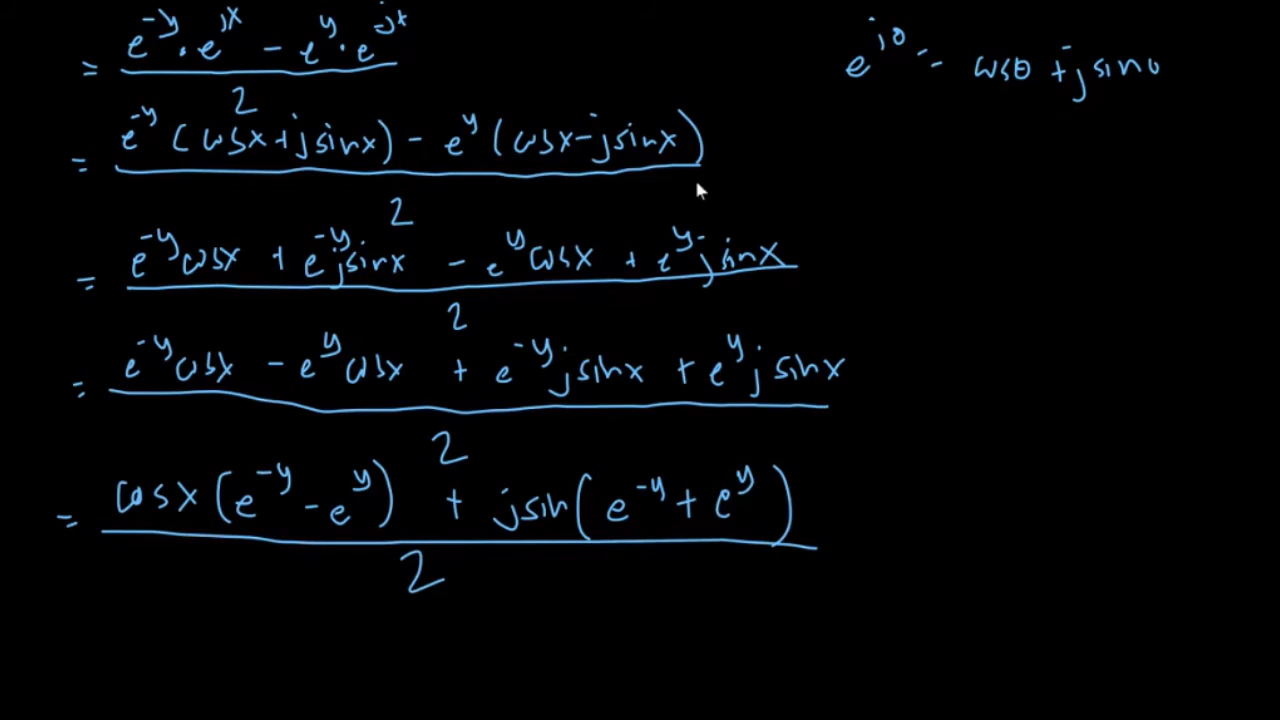 = (e^{-y} · e^{jx} - e^{y} · e^{-jx}) / 2
e^{jθ} = cosθ + j sinθ
= (e^{-y} (cosx + j sinx) - e^{y} (cosx - j sinx)) / 2
= (e^{-y} cosx + e^{-y} j sinx - e^{y} cosx + e^{y} j sinx) / 2
= (e^{-y} cosx - e^{y} cosx + e^{-y} j sinx + e^{y} j sinx) / 2
= (cosx (e^{-y} - e^{y}) + j sin (e^{-y} + e^{y})) / 2